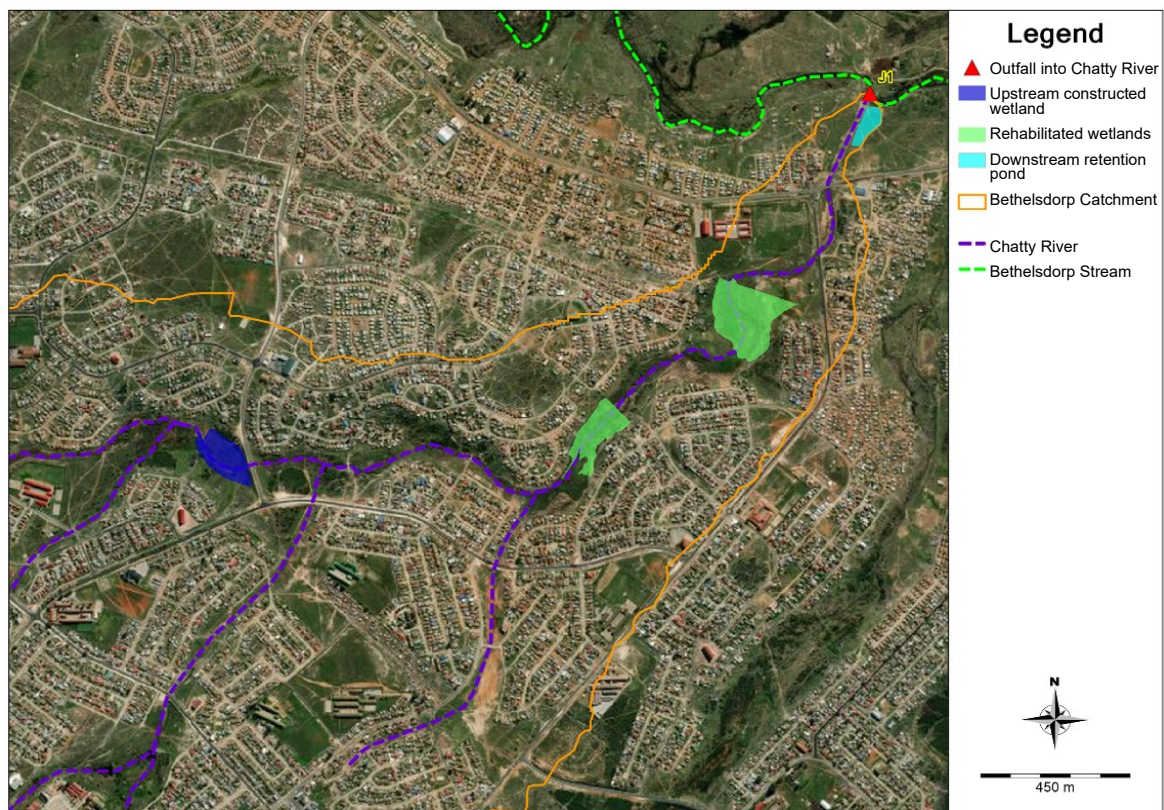 J1
Legend
Outfall into Chatty River
Upstream constructed
wetland
Rehabilitated wetlands
Downstream retention
pond
Bethelsdorp Catchment
Chatty River
Bethelsdorp Stream
N
450 m